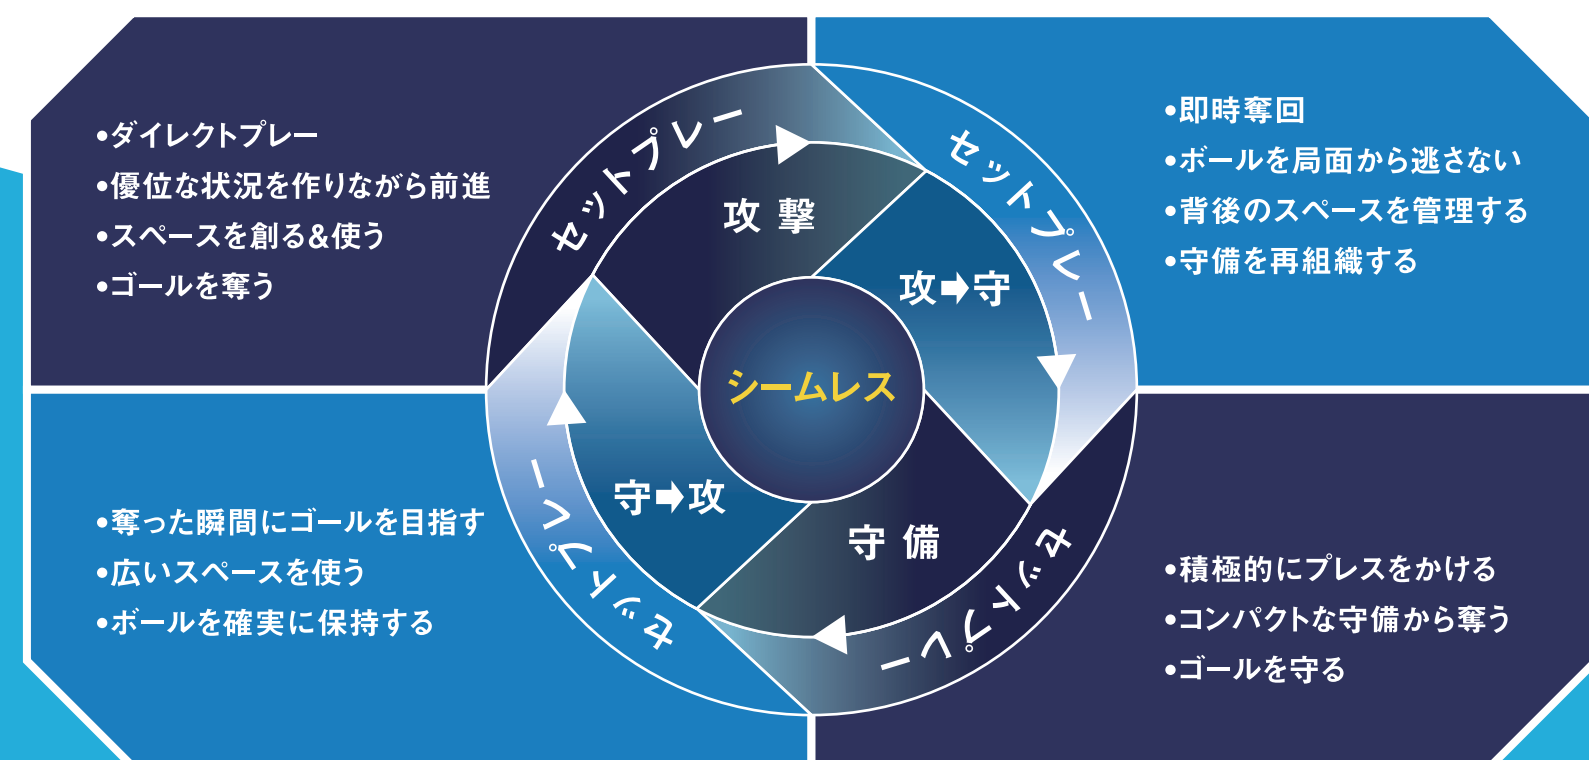 •ダイレクトプレー
•優位な状況を作りながら前進
•スペースを創る&使う
•ゴールを奪う
•即時奪回
•ボールを局面から逃さない
•背後のスペースを管理する
•守備を再組織する
セットプレー
セットプレー
攻撃
攻➡守
シームレス
守➡攻
守備
セットプレー
セットプレー
•奪った瞬間にゴールを目指す
•広いスペースを使う
•ボールを確実に保持する
•積極的にプレスをかける
•コンパクトな守備から奪う
•ゴールを守る